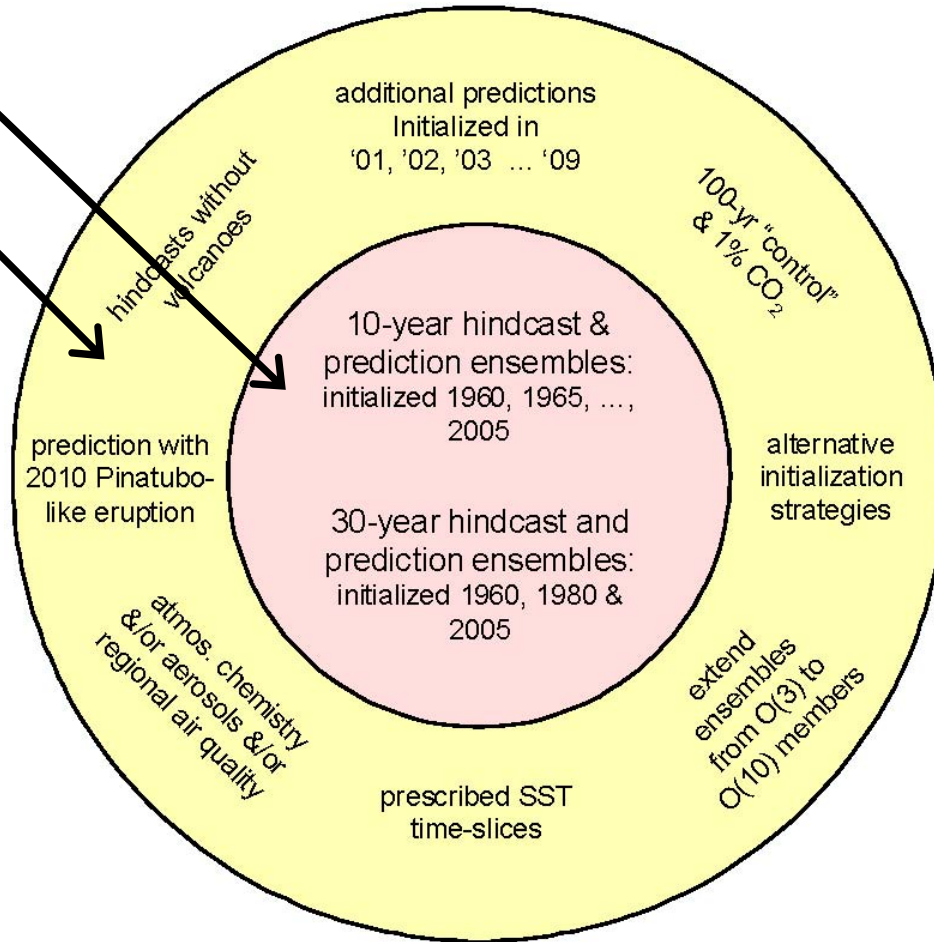 additional predictions
Initialized in
‘01, ’02, ’03 ... ‘09
hindcasts without
volcanoes
100-yr “control”
& 1% CO₂
10-year hindcast &
prediction ensembles:
initialized 1960, 1965, ...,
2005
prediction with
2010 Pinatubo-
like eruption
alternative
initialization
strategies
30-year hindcast and
prediction ensembles:
initialized 1960, 1980 &
2005
atmos. chemistry
&/or aerosols &/or
regional air quality
extend
ensembles
from O(3) to
O(10) members
prescribed SST
time-slices